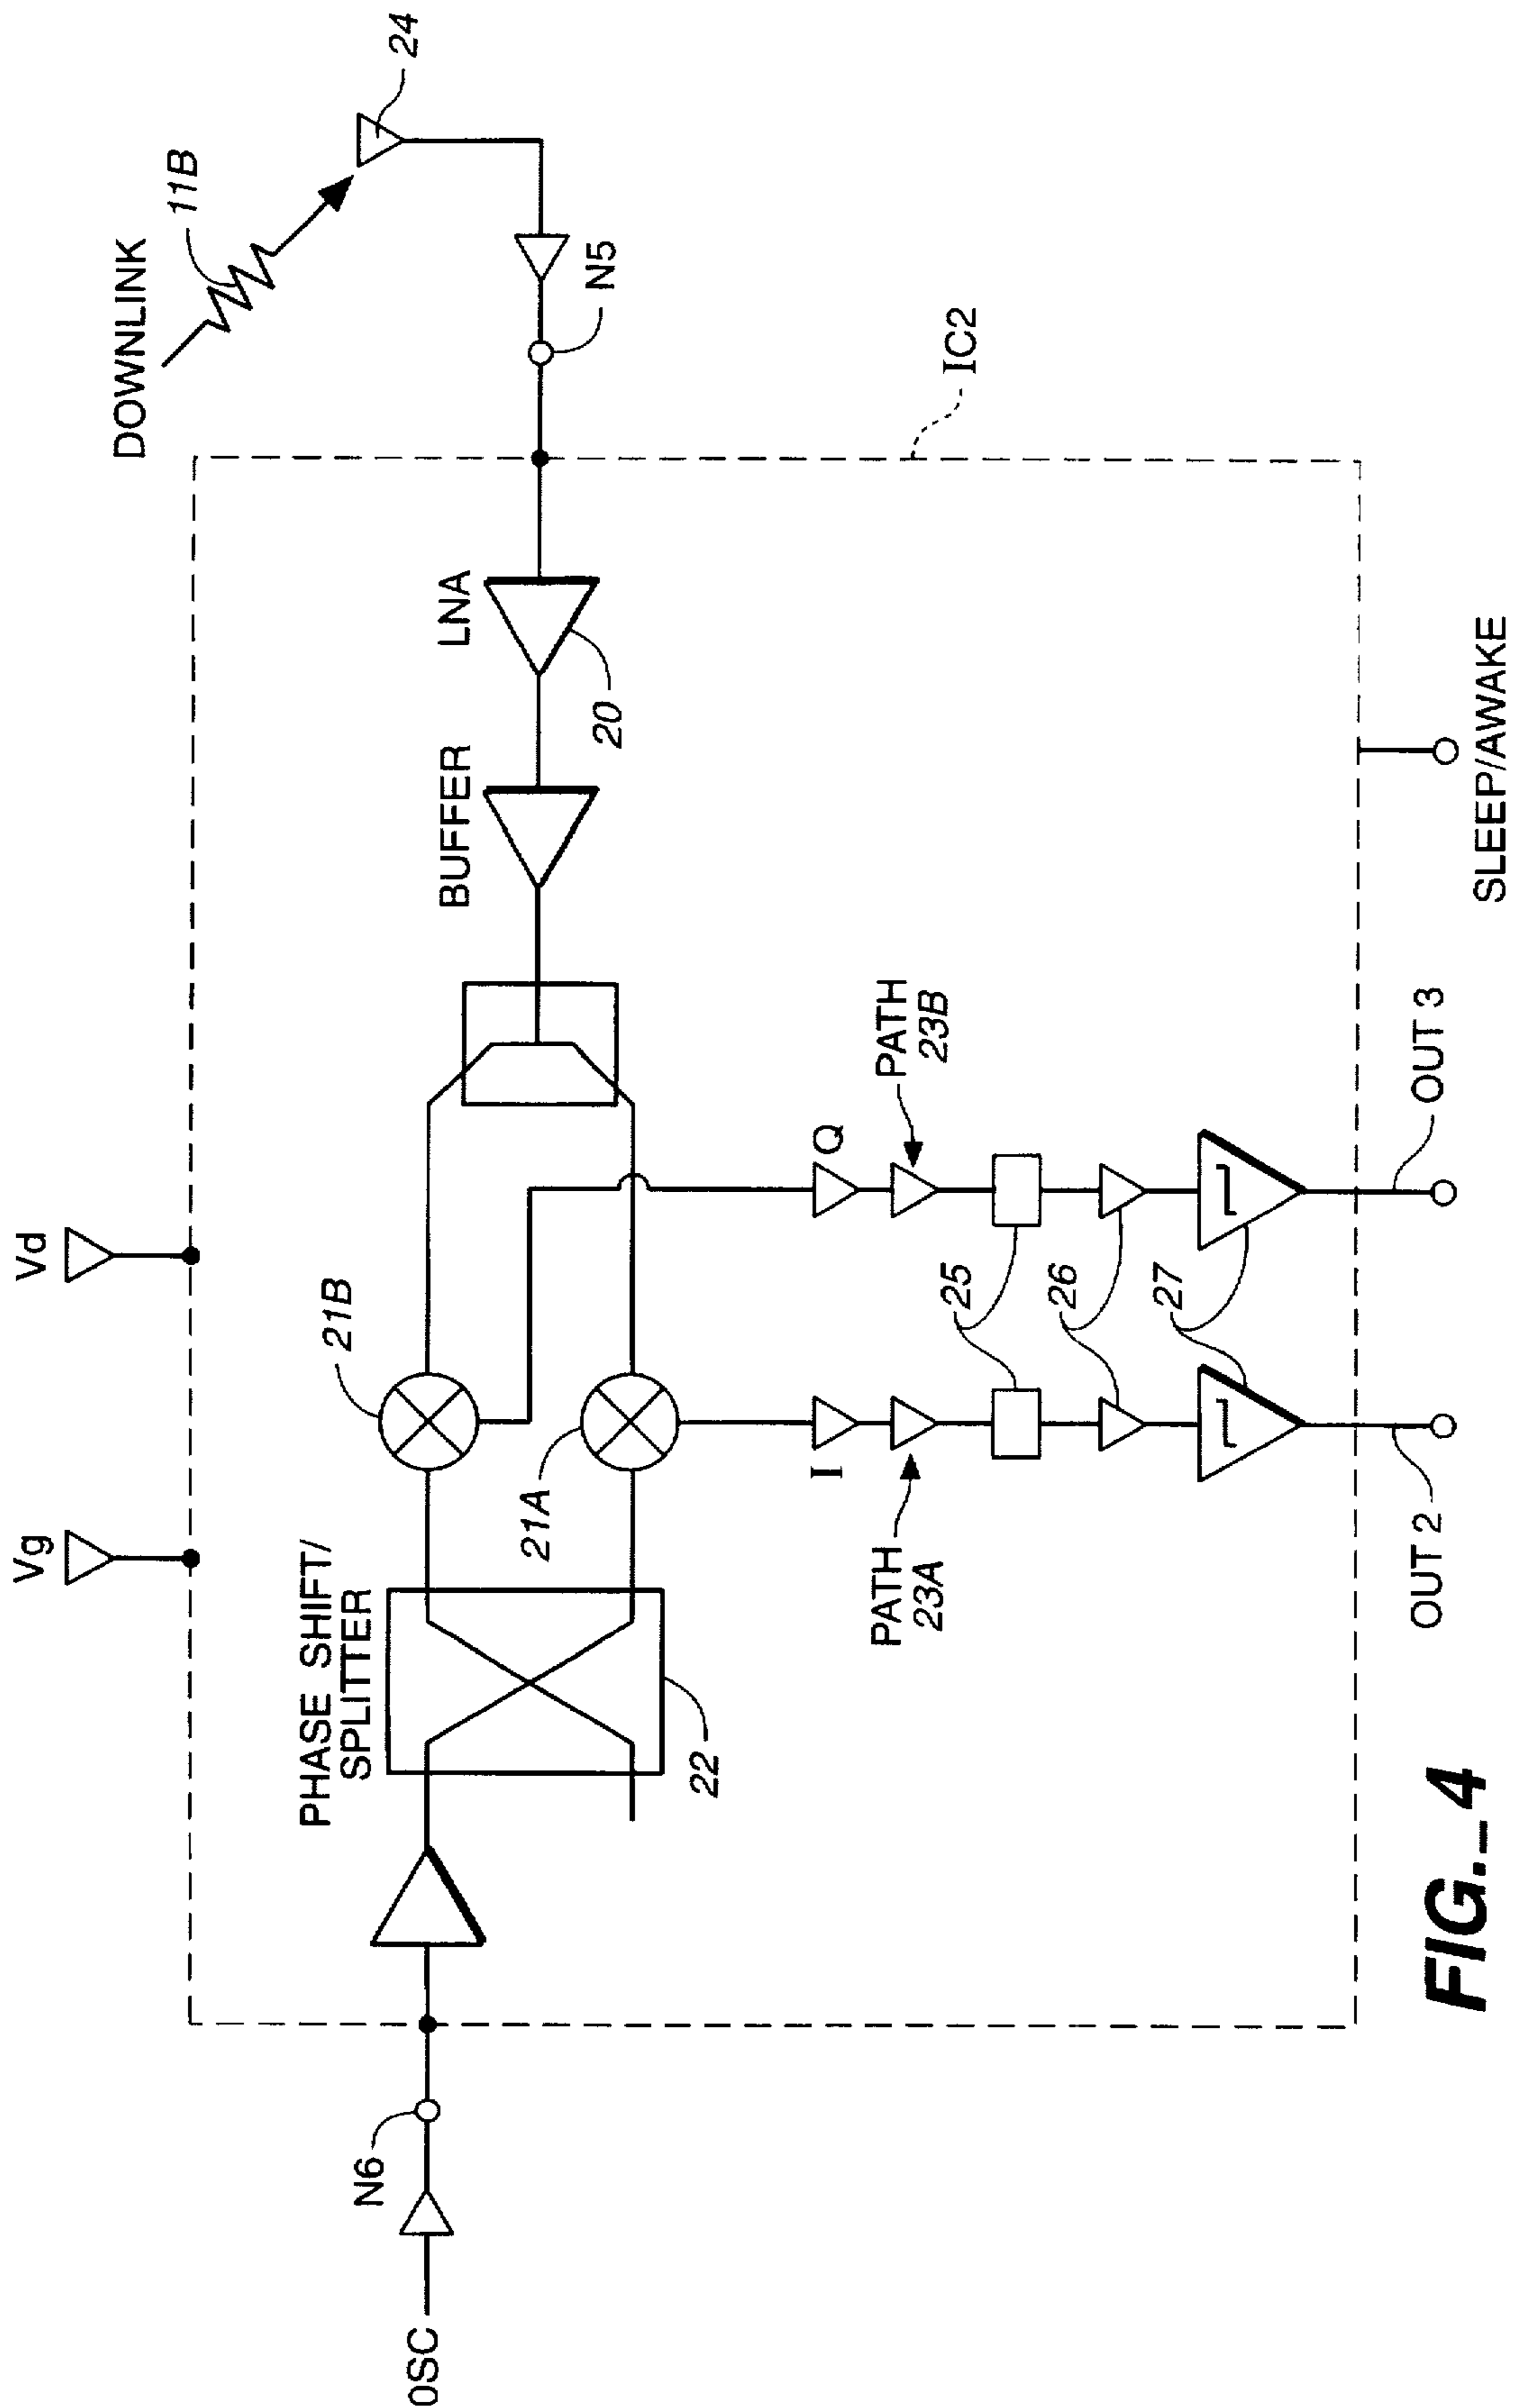 DOWNLINK
11B
24
N5
IC2
LNA
20
BUFFER
Vd
Vg
21B
21A
PHASE SHIFT/
SPLITTER
22
N6
OSC
Q
I
PATH
23B
PATH
23A
25
26
27
OUT 3
OUT 2
SLEEP/AWAKE
FIG._4